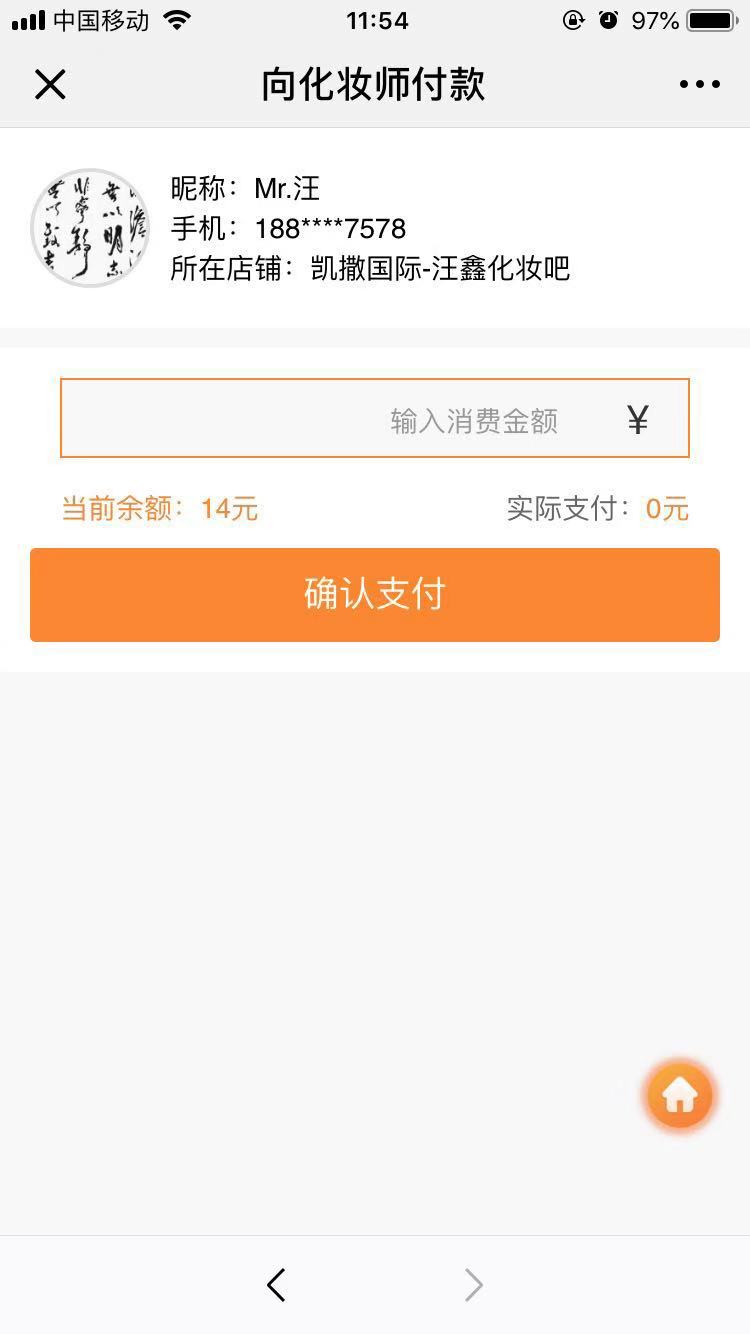 中国移动 11:54 97%
向化妆师付款
昵称：Mr.汪
手机：188****7578
所在店铺：凯撒国际-汪鑫化妆吧
输入消费金额 ¥
当前余额：14元 实际支付：0元
确认支付